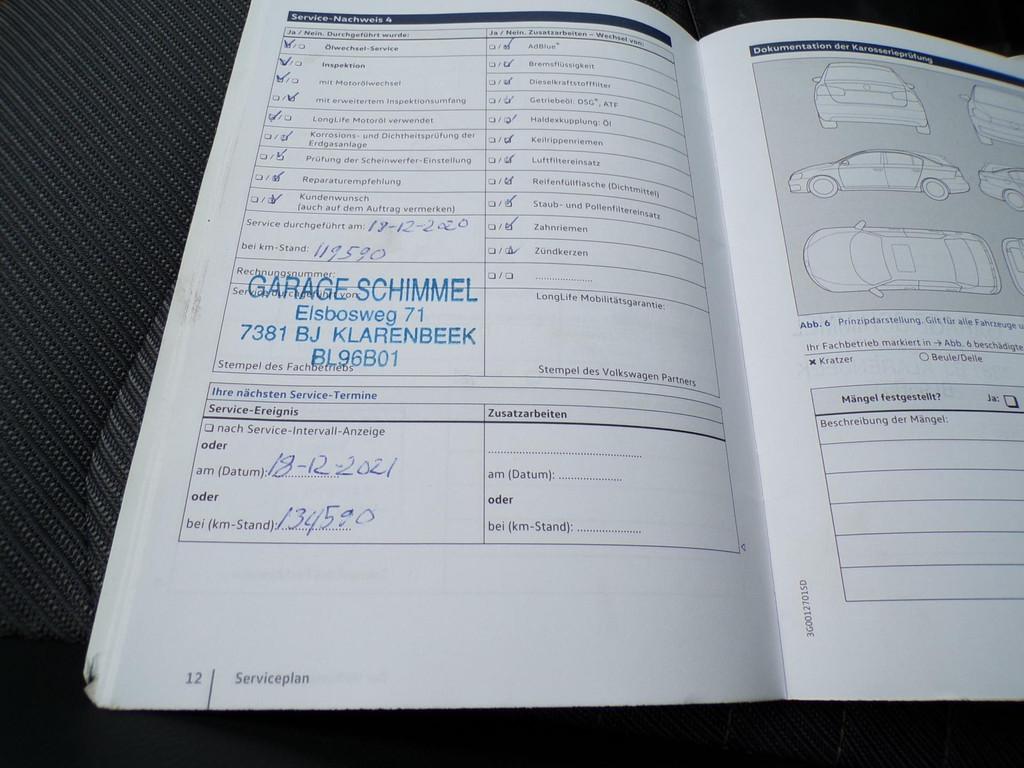 Service-Nachweis 4
Ja / Nein. Durchgeführt wurde:
Ölwechsel-Service
Inspektion
mit Motorölwechsel
mit erweitertem Inspektionsumfang
LongLife Motoröl verwendet
Korrosions- und Dichtheitsprüfung der
Erdgasanlage
Prüfung der Scheinwerfer-Einstellung
Reparaturempfehlung
Kundenwunsch
(auch auf dem Auftrag vermerken)
Service durchgeführt am: 18-12-2020
bei km-Stand: 119590
Rechnungsnummer:
Service durchgeführt von:
GARAGE SCHIMMEL
Elsbosweg 71
7381 BJ KLARENBEEK
BL96B01
Stempel des Fachbetriebs
Ja / Nein. Zusatzarbeiten – Wechsel von:
AdBlue®
Bremsflüssigkeit
Dieselkraftstofffilter
Getriebeöl: DSG®, ATF
Haldexkupplung: Öl
Keilrippenriemen
Luftfiltereinsatz
Reifenfüllflasche (Dichtmittel)
Staub- und Pollenfiltereinsatz
Zahnriemen
Zündkerzen
LongLife Mobilitätsgarantie:
Stempel des Volkswagen Partners
Ihre nächsten Service-Termine
Service-Ereignis
nach Service-Intervall-Anzeige
oder
am (Datum): 18-12-2021
oder
bei (km-Stand): 134590
Zusatzarbeiten
am (Datum):
oder
bei (km-Stand):
12 Serviceplan
Dokumentation der Karosserieprüfung
Abb. 6 Prinzipdarstellung. Gilt für alle Fahrzeuge
Ihr Fachbetrieb markiert in → Abb. 6 beschädigte
× Kratzer
○ Beule/Delle
Mängel festgestellt? Ja:
Beschreibung der Mängel:
3G0012701SD